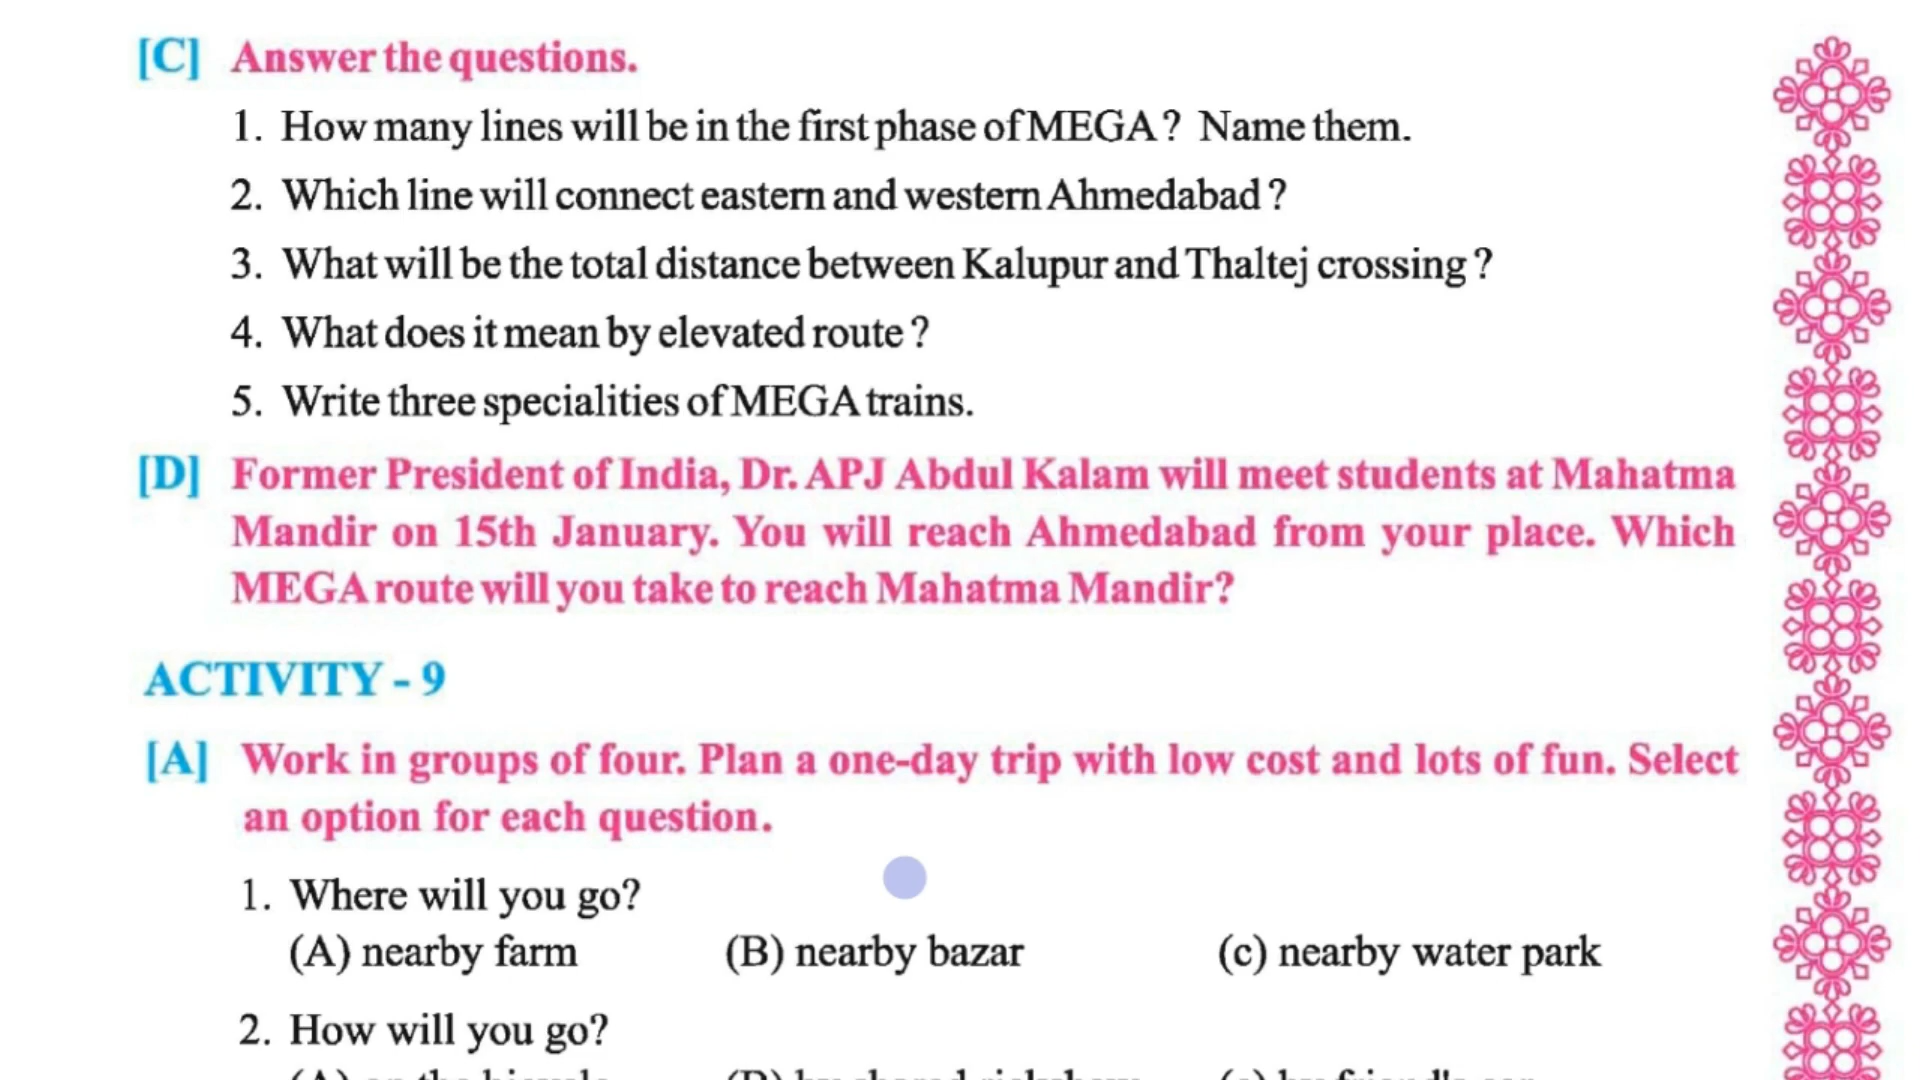 [C] Answer the questions.
1. How many lines will be in the first phase of MEGA? Name them.
2. Which line will connect eastern and western Ahmedabad?
3. What will be the total distance between Kalupur and Thaltej crossing?
4. What does it mean by elevated route?
5. Write three specialities of MEGA trains.
[D] Former President of India, Dr. APJ Abdul Kalam will meet students at Mahatma
Mandir on 15th January. You will reach Ahmedabad from your place. Which
MEGA route will you take to reach Mahatma Mandir?
ACTIVITY - 9
[A] Work in groups of four. Plan a one-day trip with low cost and lots of fun. Select
an option for each question.
1. Where will you go?
(A) nearby farm (B) nearby bazar (c) nearby water park
2. How will you go?